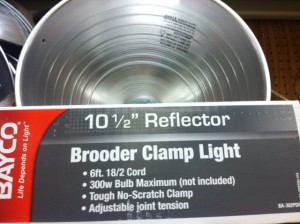 BAYCO®
Life Depends on Light™
10 ½" Reflector
Brooder Clamp Light
• 6ft. 18/2 Cord
• 300w Bulb Maximum (not included)
• Tough No-Scratch Clamp
• Adjustable joint tension